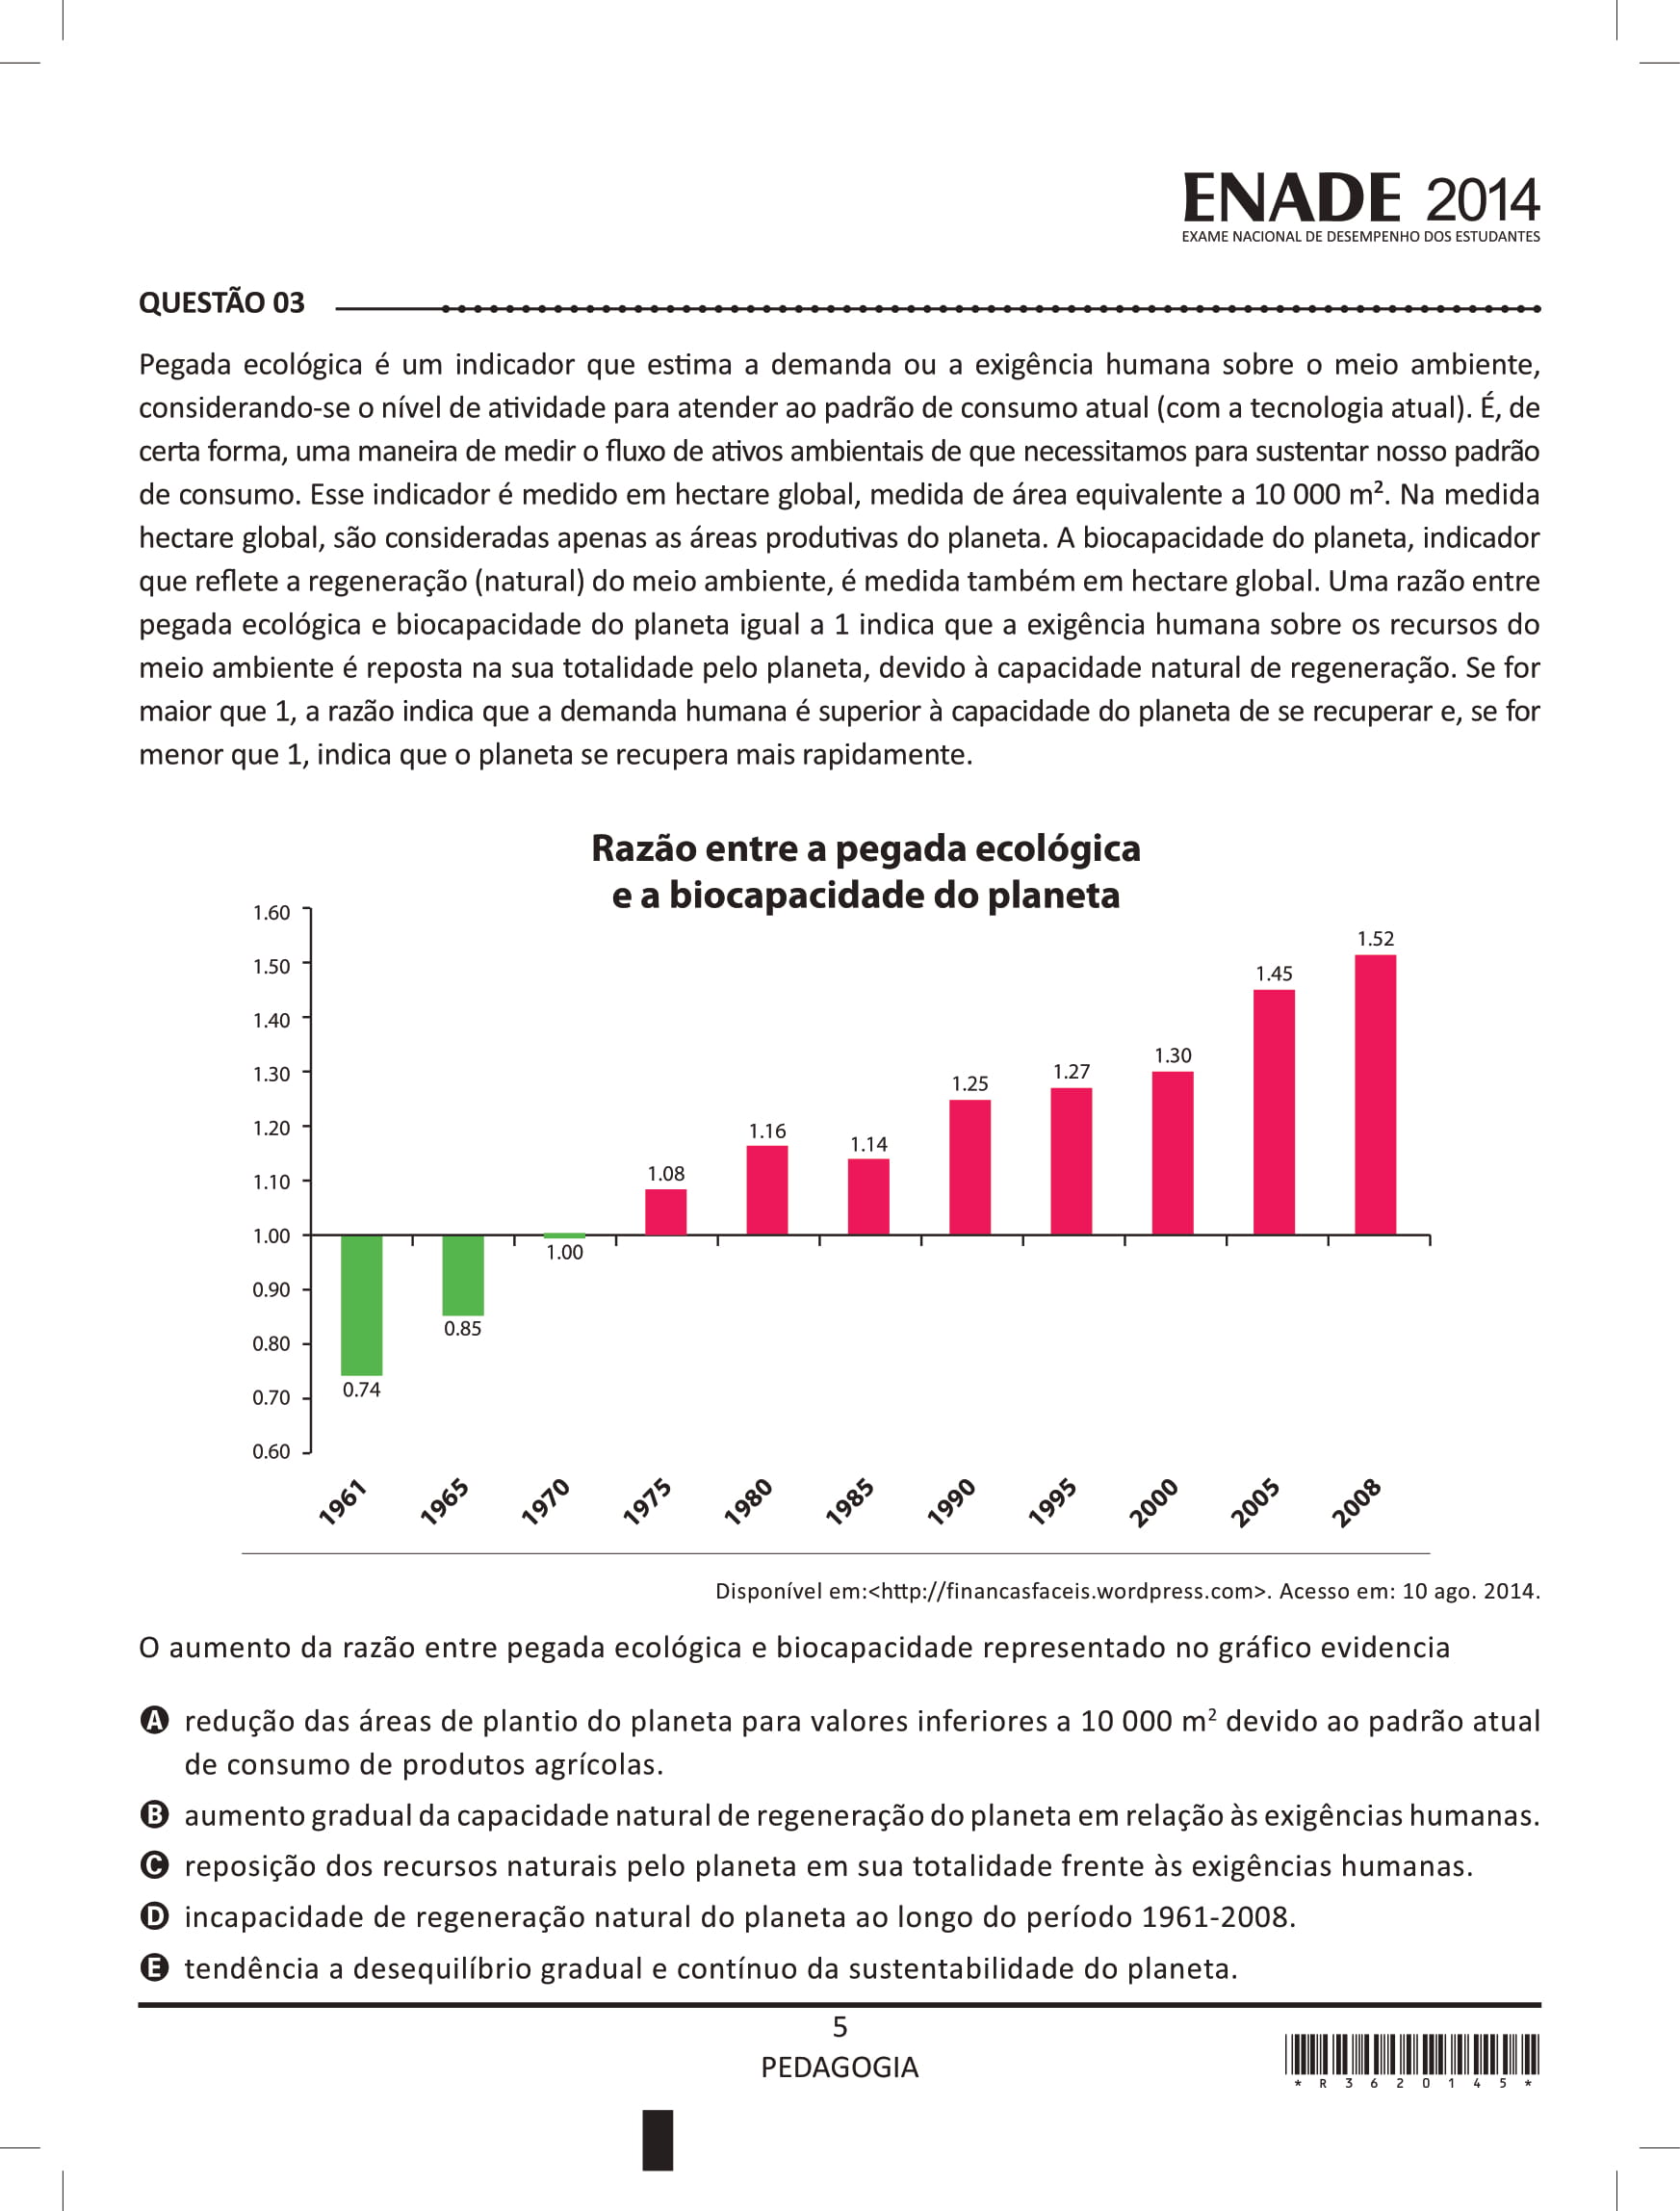 ENADE 2014
EXAME NACIONAL DE DESEMPENHO DOS ESTUDANTES
QUESTÃO 03
Pegada ecológica é um indicador que estima a demanda ou a exigência humana sobre o meio ambiente,
considerando-se o nível de atividade para atender ao padrão de consumo atual (com a tecnologia atual). É, de
certa forma, uma maneira de medir o fluxo de ativos ambientais de que necessitamos para sustentar nosso padrão
de consumo. Esse indicador é medido em hectare global, medida de área equivalente a 10 000 m². Na medida
hectare global, são consideradas apenas as áreas produtivas do planeta. A biocapacidade do planeta, indicador
que reflete a regeneração (natural) do meio ambiente, é medida também em hectare global. Uma razão entre
pegada ecológica e biocapacidade do planeta igual a 1 indica que a exigência humana sobre os recursos do
meio ambiente é reposta na sua totalidade pelo planeta, devido à capacidade natural de regeneração. Se for
maior que 1, a razão indica que a demanda humana é superior à capacidade do planeta de se recuperar e, se for
menor que 1, indica que o planeta se recupera mais rapidamente.
Razão entre a pegada ecológica
e a biocapacidade do planeta
1.60
1.50
1.40
1.30
1.20
1.10
1.00
0.90
0.80
0.70
0.60
0.74
0.85
1.00
1.08
1.16
1.14
1.25
1.27
1.30
1.45
1.52
1961
1965
1970
1975
1980
1985
1990
1995
2000
2005
2008
Disponível em:<http://financasfaceis.wordpress.com>. Acesso em: 10 ago. 2014.
O aumento da razão entre pegada ecológica e biocapacidade representado no gráfico evidencia
A redução das áreas de plantio do planeta para valores inferiores a 10 000 m² devido ao padrão atual
de consumo de produtos agrícolas.
B aumento gradual da capacidade natural de regeneração do planeta em relação às exigências humanas.
C reposição dos recursos naturais pelo planeta em sua totalidade frente às exigências humanas.
D incapacidade de regeneração natural do planeta ao longo do período 1961-2008.
E tendência a desequilíbrio gradual e contínuo da sustentabilidade do planeta.
5
PEDAGOGIA
* R 3 6 2 0 1 4 5 *